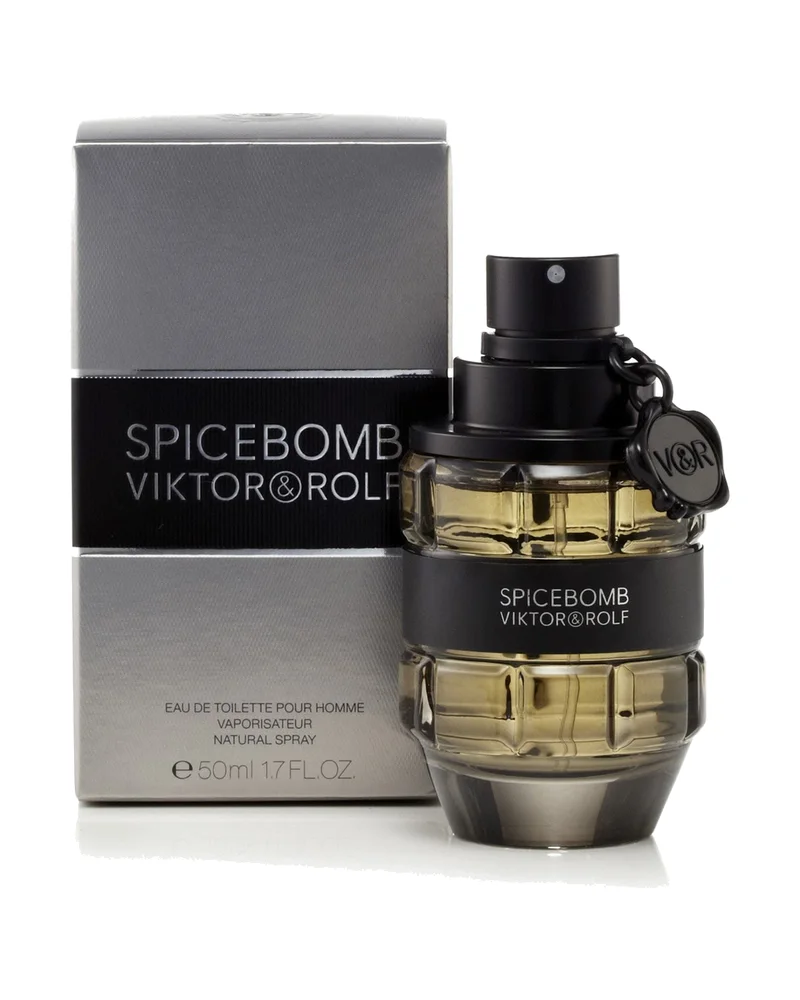 SPICEBOMB
VIKTOR&ROLF
EAU DE TOILETTE POUR HOMME
VAPORISATEUR
NATURAL SPRAY
℮50ml 1.7FL.OZ.
V&R
SPICEBOMB
VIKTOR&ROLF